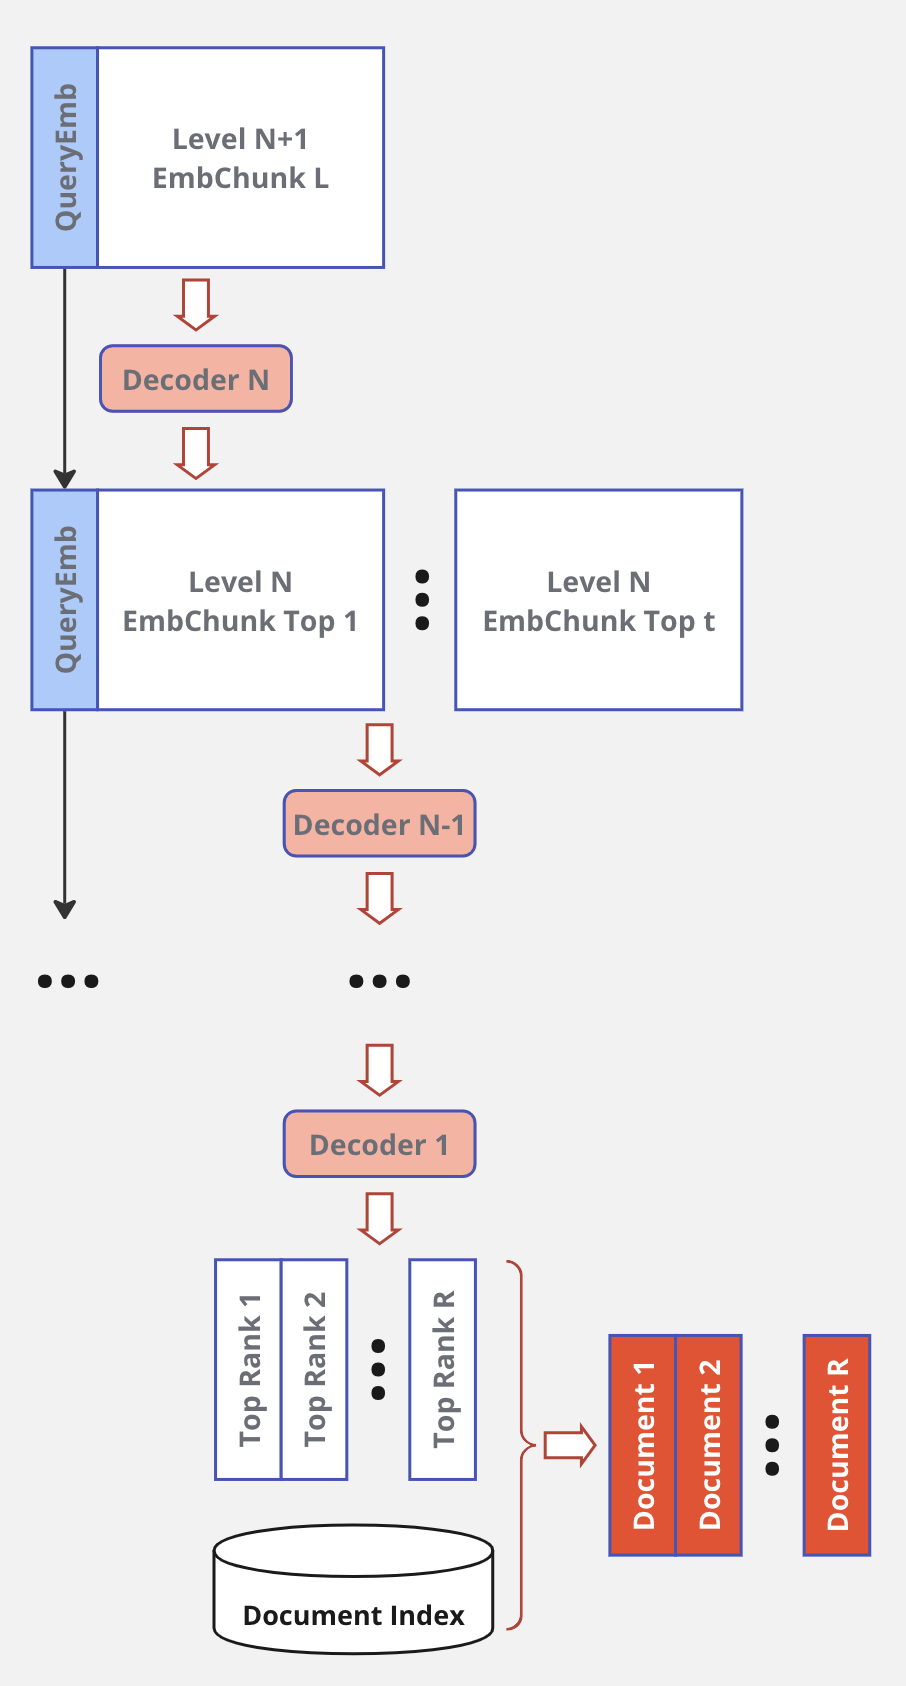 QueryEmb
Level N+1
EmbChunk L
Decoder N
QueryEmb
Level N
EmbChunk Top 1
Level N
EmbChunk Top t
Decoder N-1
Decoder 1
Top Rank 1
Top Rank 2
Top Rank R
Document 1
Document 2
Document R
Document Index